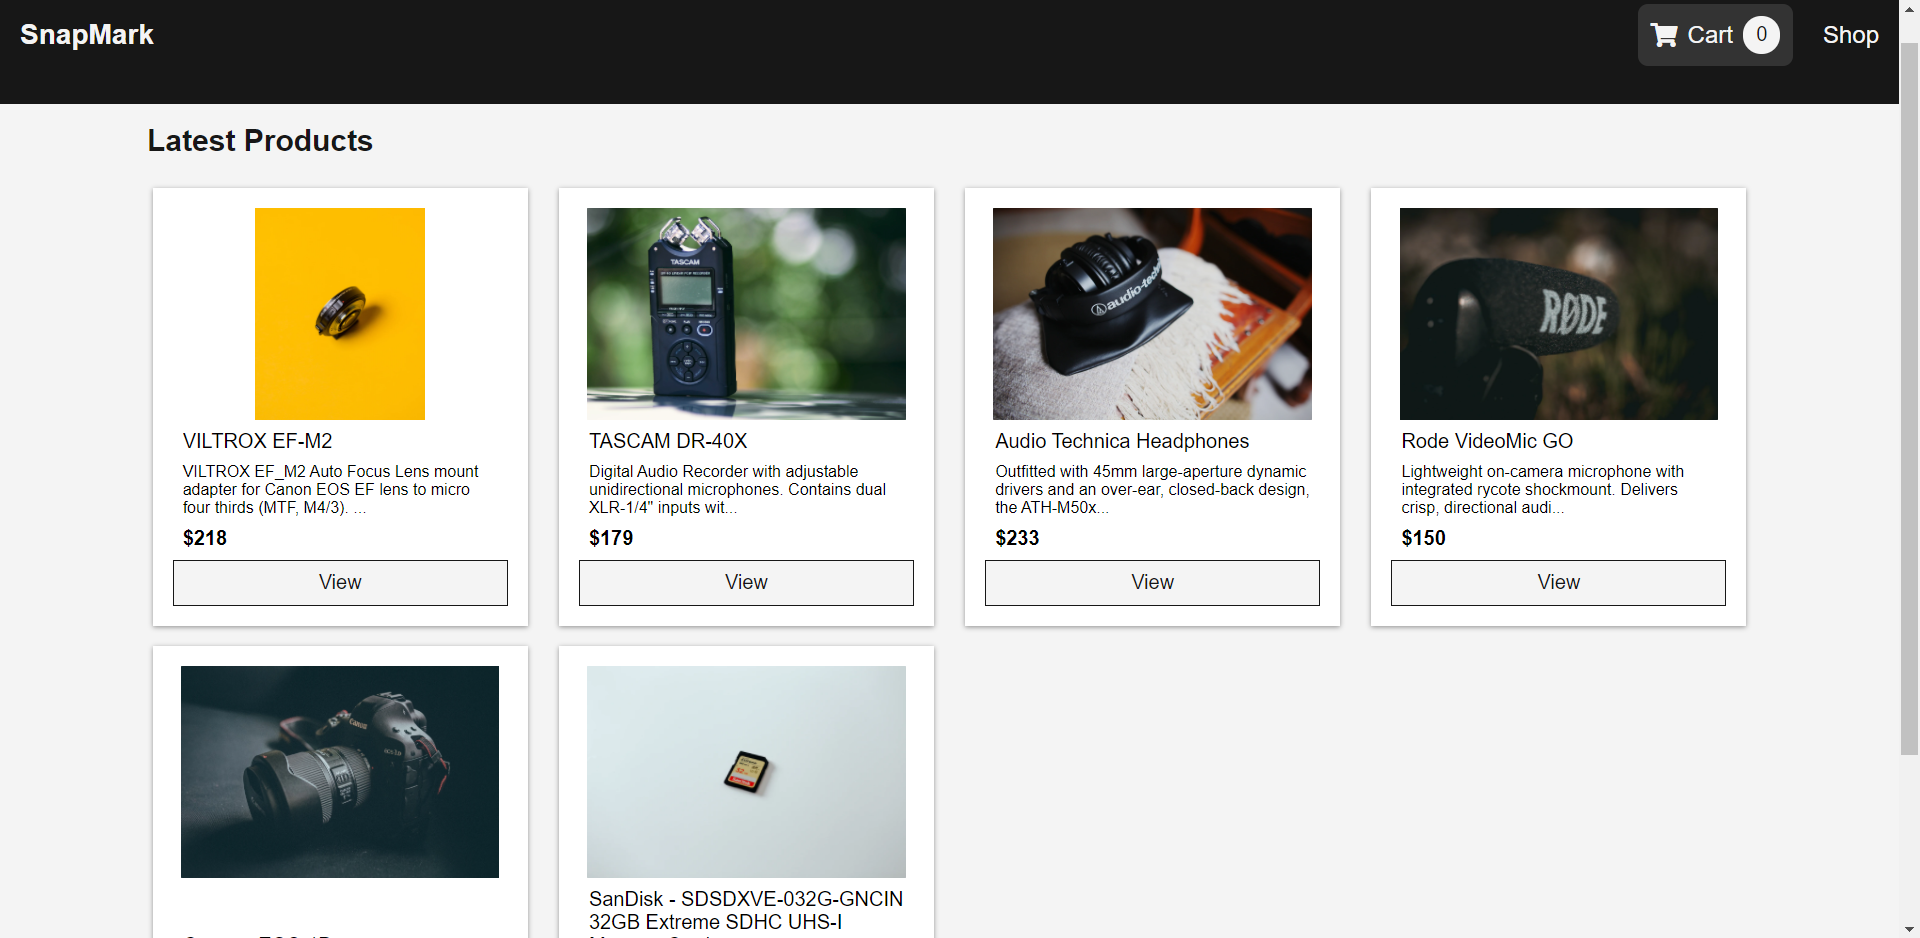 SnapMark
Cart 0
Shop
Latest Products
TASCAM
audio-techn
RØDE
VILTROX EF-M2
VILTROX EF_M2 Auto Focus Lens mount
adapter for Canon EOS EF lens to micro
four thirds (MTF, M4/3). ...
$218
View
TASCAM DR-40X
Digital Audio Recorder with adjustable
unidirectional microphones. Contains dual
XLR-1/4" inputs wit...
$179
View
Audio Technica Headphones
Outfitted with 45mm large-aperture dynamic
drivers and an over-ear, closed-back design,
the ATH-M50x...
$233
View
Rode VideoMic GO
Lightweight on-camera microphone with
integrated rycote shockmount. Delivers
crisp, directional audi...
$150
View
Canon
SanDisk - SDSDXVE-032G-GNCIN
32GB Extreme SDHC UHS-I